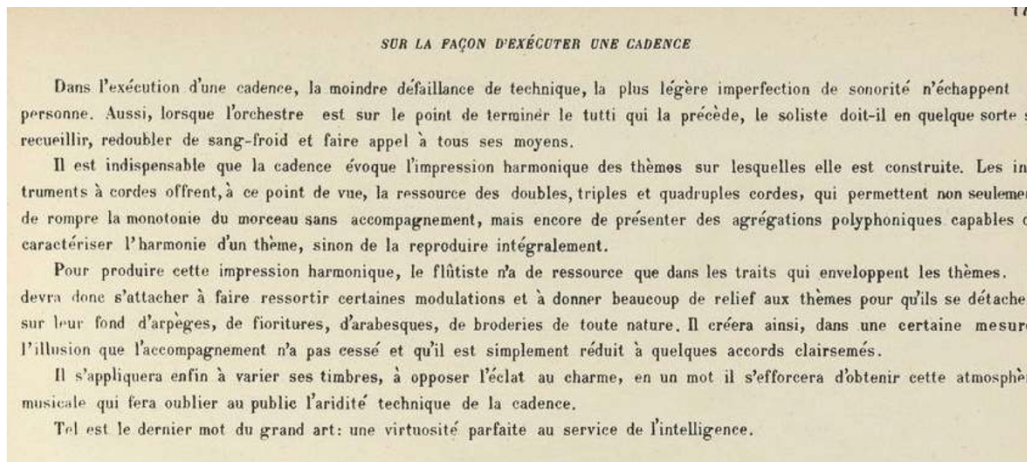 SUR LA FAÇON D'EXÉCUTER UNE CADENCE
Dans l'exécution d'une cadence, la moindre défaillance de technique, la plus légère imperfection de sonorité n'échappent
personne. Aussi, lorsque l'orchestre est sur le point de terminer le tutti qui la précède, le soliste doit-il en quelque sorte
recueillir, redoubler de sang-froid et faire appel à tous ses moyens.
Il est indispensable que la cadence évoque l'impression harmonique des thèmes sur lesquelles elle est construite. Les in
truments à cordes offrent, à ce point de vue, la ressource des doubles, triples et quadruples cordes, qui permettent non seuleme
de rompre la monotonie du morceau sans accompagnement, mais encore de présenter des agrégations polyphoniques capables
caractériser l'harmonie d'un thème, sinon de la reproduire intégralement.
Pour produire cette impression harmonique, le flûtiste n'a de ressource que dans les traits qui enveloppent les thèmes.
devra donc s'attacher à faire ressortir certaines modulations et à donner beaucoup de relief aux thèmes pour qu'ils se détache
sur leur fond d'arpèges, de fioritures, d'arabesques, de broderies de toute nature. Il créera ainsi, dans une certaine mesur
l'illusion que l'accompagnement n'a pas cessé et qu'il est simplement réduit à quelques accords clairsemés.
Il s'appliquera enfin à varier ses timbres, à opposer l'éclat au charme, en un mot il s'efforcera d'obtenir cette atmosphè
musicale qui fera oublier au public l'aridité technique de la cadence.
Tel est le dernier mot du grand art: une virtuosité parfaite au service de l'intelligence.